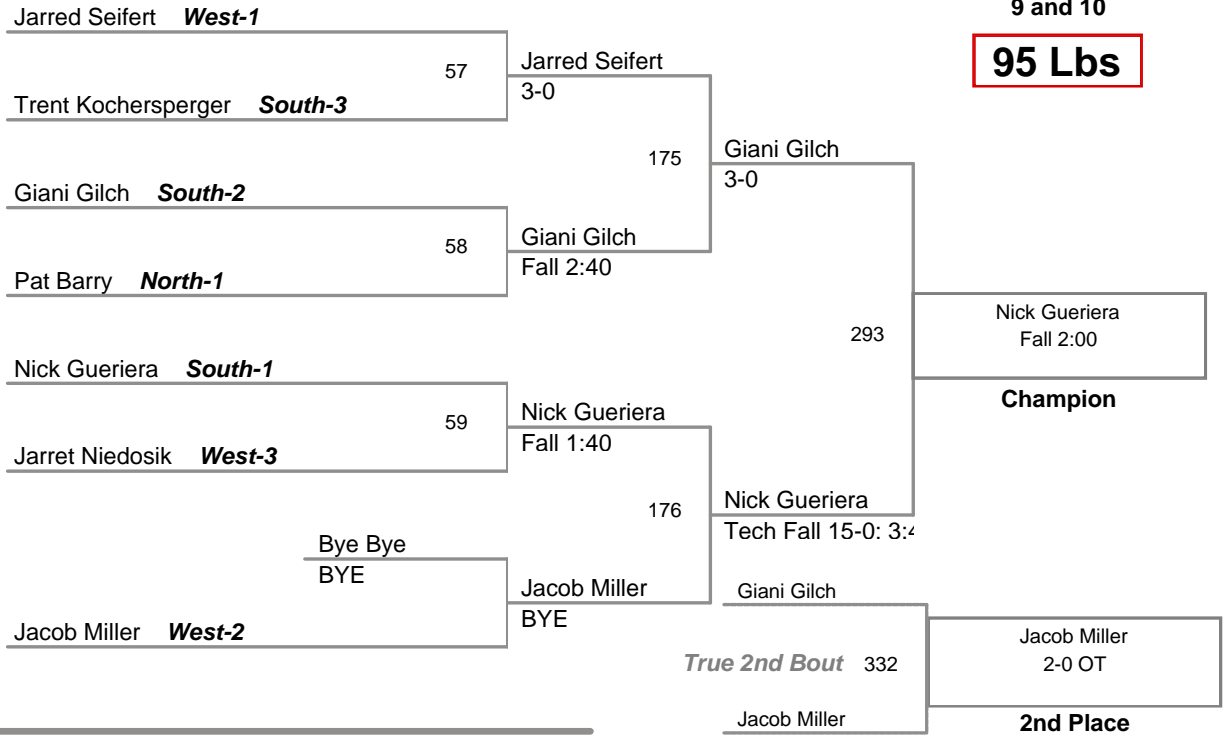 9 and 10
95 Lbs
Jarred Seifert West-1
57
Trent Kochersperger South-3
Jarred Seifert
3-0
175
Giani Gilch South-2
58
Pat Barry North-1
Giani Gilch
Fall 2:40
Giani Gilch
3-0
293
Nick Gueriera South-1
59
Jarret Niedosik West-3
Nick Gueriera
Fall 1:40
176
Bye Bye
BYE
Jacob Miller West-2
Jacob Miller
BYE
Nick Gueriera
Tech Fall 15-0:
Nick Gueriera
Fall 2:00
Champion
Giani Gilch
True 2nd Bout 332
Jacob Miller
Jacob Miller
2-0 OT
2nd Place